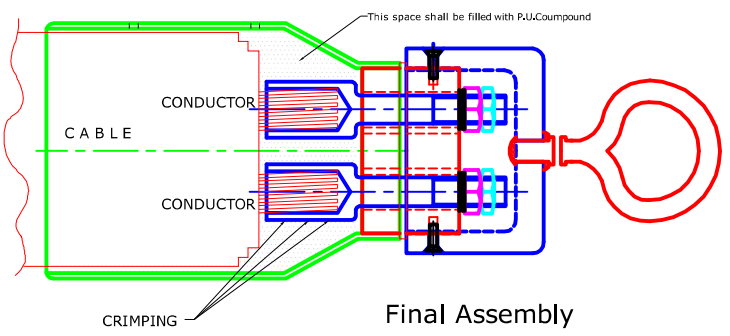 This space shall be filled with P.U.Coumpound
CONDUCTOR
CABLE
CONDUCTOR
CRIMPING
Final Assembly